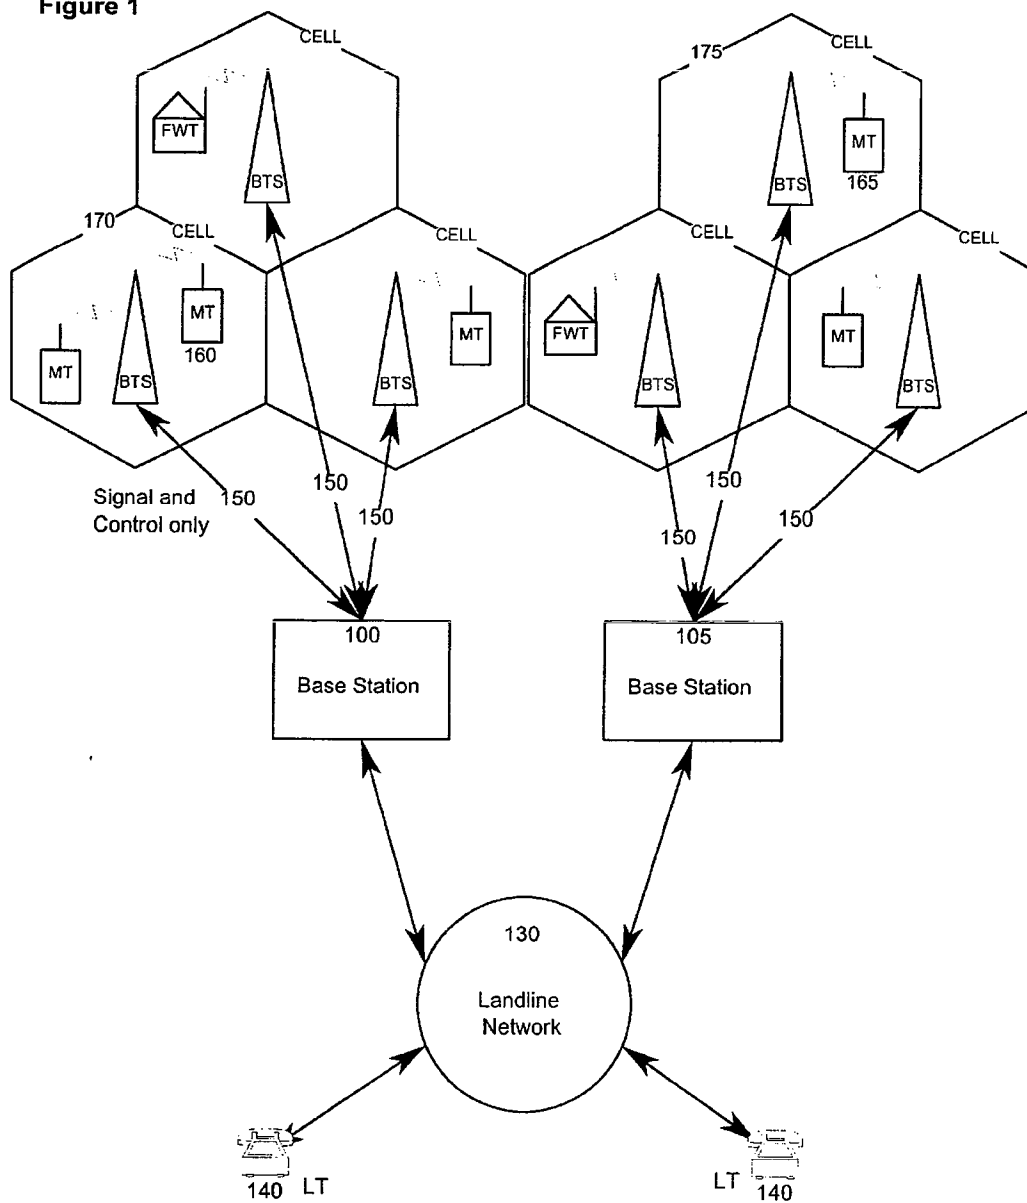 Figure 1
CELL
CELL
175
FWT
MT
BTS
BTS
165
170
CELL
CELL
CELL
CELL
MT
MT
FWT
MT
160
MT
BTS
BTS
BTS
BTS
150
150
Signal and
Control only
150
150
150
150
100
105
Base Station
Base Station
130
Landline
Network
140
LT
LT
140